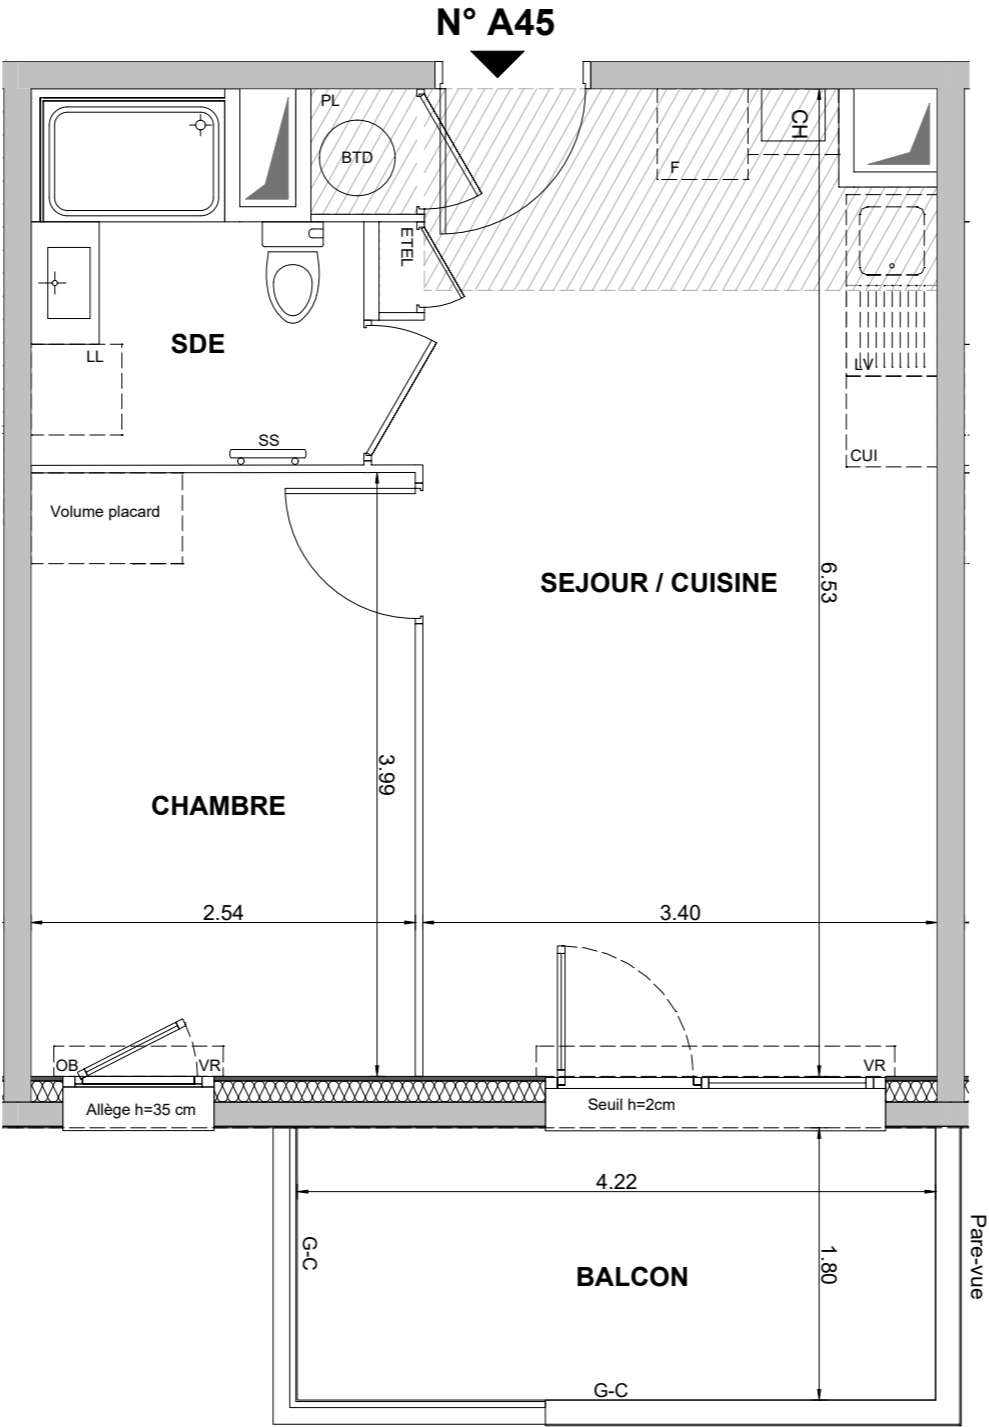 N° A45
PL
BTD
F
CH
ETEL
SDE
LL
LV
SS
CUI
Volume placard
SEJOUR / CUISINE
6.53
3.99
CHAMBRE
2.54
3.40
OB
VR
VR
Allège h=35 cm
Seuil h=2cm
4.22
G-C
BALCON
1.80
Pare-vue
G-C